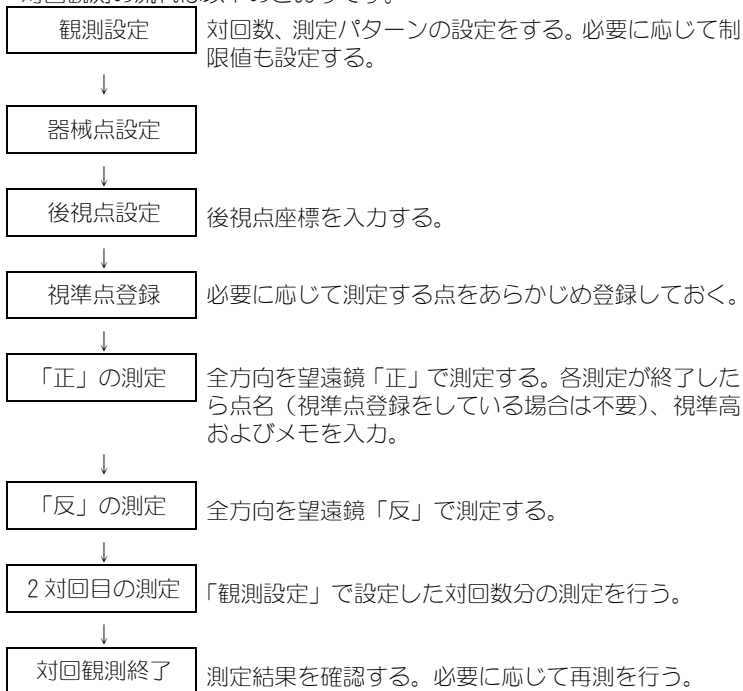 観測設定
対回数、測定パターンの設定をする。必要に応じて制
限値も設定する。
↓
器械点設定
↓
後視点設定
後視点座標を入力する。
↓
視準点登録
必要に応じて測定する点をあらかじめ登録しておく。
↓
「正」の測定
全方向を望遠鏡「正」で測定する。各測定が終了した
ら点名（視準点登録をしている場合は不要）、視準高
およびメモを入力。
↓
「反」の測定
全方向を望遠鏡「反」で測定する。
↓
2 対回目の測定
「観測設定」で設定した対回数分の測定を行う。
↓
対回観測終了
測定結果を確認する。必要に応じて再測を行う。